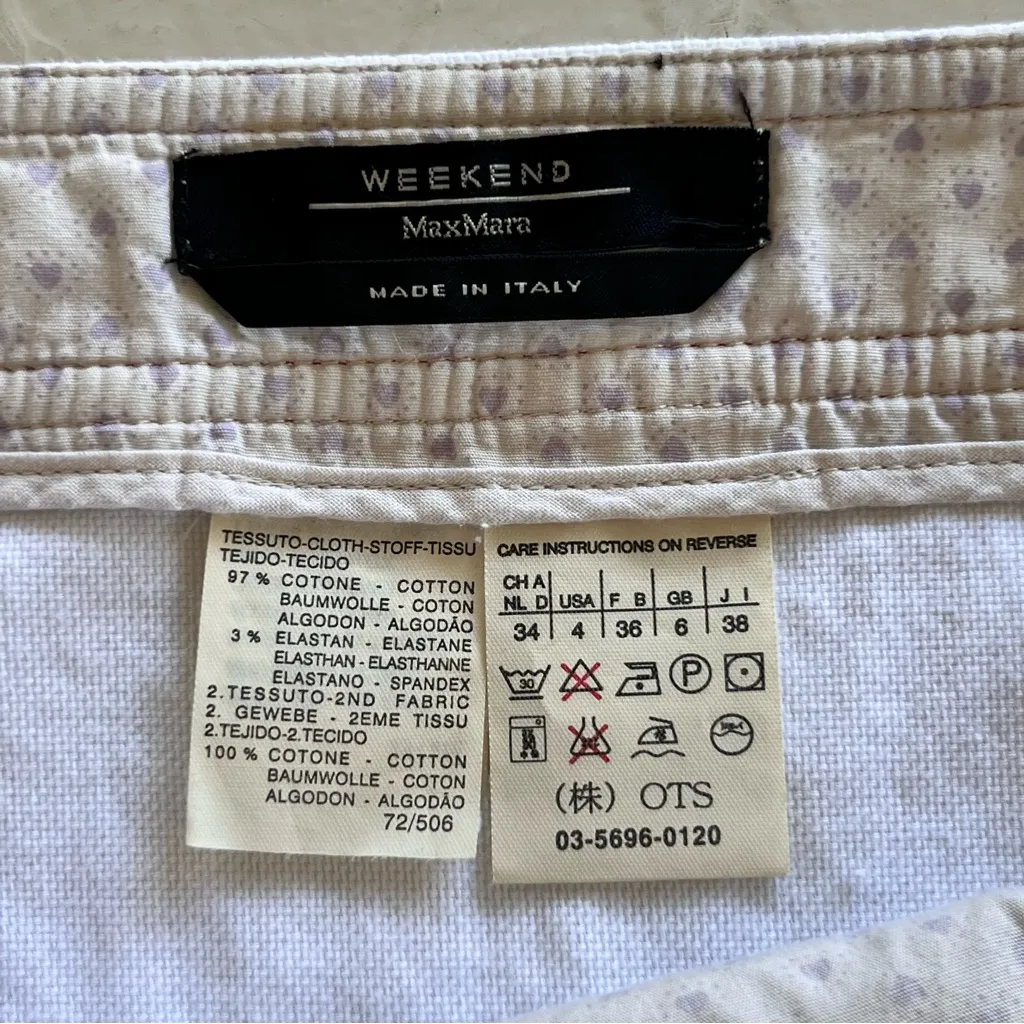 WEEKEND
MaxMara
MADE IN ITALY
TESSUTO-CLOTH-STOFF-TISSU
TEJIDO-TECIDO
97 % COTONE - COTTON
BAUMWOLLE - COTON
ALGODON - ALGODÃO
3 % ELASTAN - ELASTANE
ELASTHAN - ELASTHANNE
ELASTANO - SPANDEX
2.TESSUTO-2ND FABRIC
2. GEWEBE - 2EME TISSU
2.TEJIDO-2.TECIDO
100 % COTONE - COTTON
BAUMWOLLE - COTON
ALGODON - ALGODÃO
72/506
CARE INSTRUCTIONS ON REVERSE
CH A
NL D USA F B GB J I
34 4 36 6 38
30 P
(株) OTS
03-5696-0120